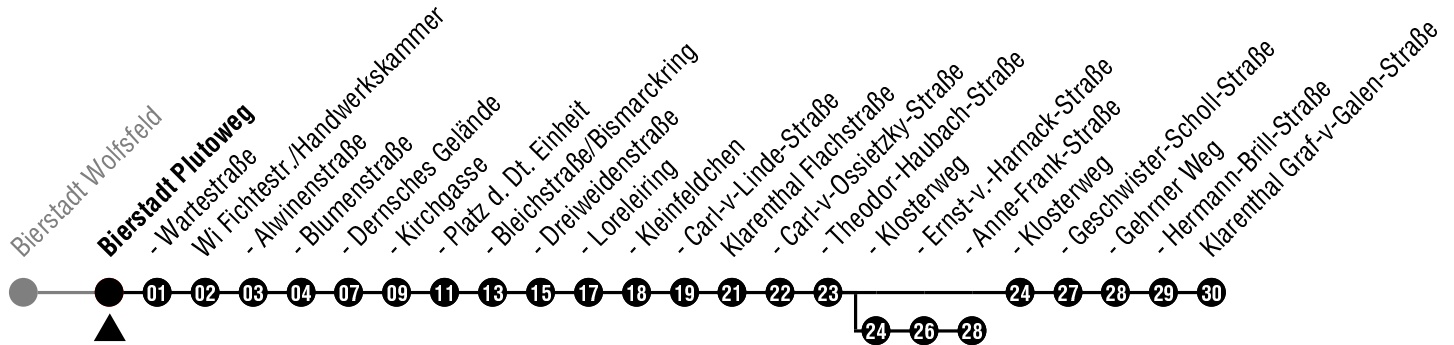 Bierstadt Wolfsfeld
Bierstadt Plutoweg
- Wartestraße
Wi Fichtestr./Handwerkskammer
- Alwinenstraße
- Blumenstraße
- Dernsches Gelände
- Kirchgasse
- Platz d. Dt. Einheit
- Bleichstraße/Bismarckring
- Dreiweidenstraße
- Loreleiring
- Kleinfeldchen
- Carl-v-Linde-Straße
Klarenthal Flachstraße
- Carl-v-Ossietzky-Straße
- Theodor-Haubach-Straße
- Klosterweg
- Ernst-v.-Harnack-Straße
- Anne-Frank-Straße
- Klosterweg
- Geschwister-Scholl-Straße
- Gehrner Weg
- Hermann-Brill-Straße
Klarenthal Graf-v-Galen-Straße
01 02 03 04 07 09 11 13 15 17 18 19 21 22 23 24 27 28 29 30
24 26 28